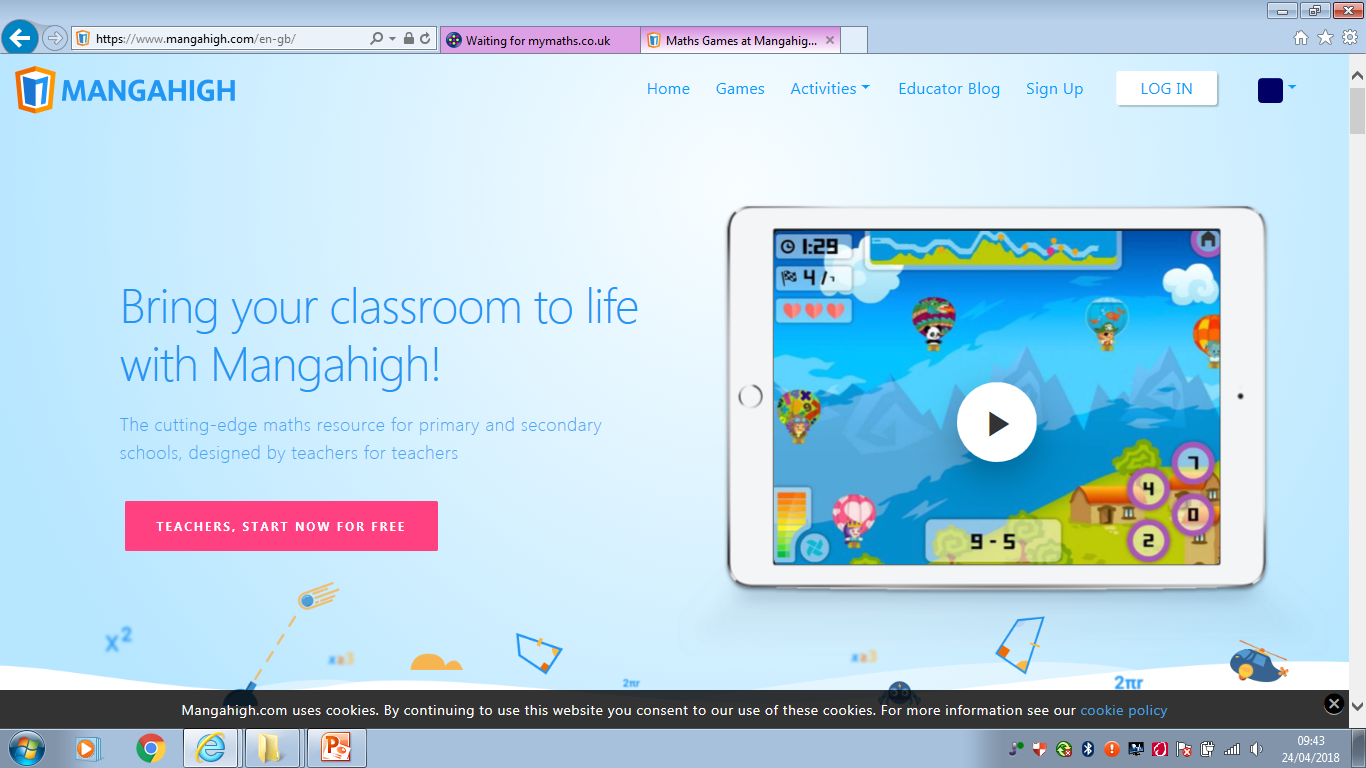 https://www.mangahigh.com/en-gb/
Waiting for mymaths.co.uk
Maths Games at Mangahig...
MANGAHIGH
Home
Games
Activities
Educator Blog
Sign Up
LOG IN
1:29
4 /
Bring your classroom to life
with Mangahigh!
The cutting-edge maths resource for primary and secondary
schools, designed by teachers for teachers
TEACHERS, START NOW FOR FREE
7
4
0
2
9 - 5
x²
x≥3
2πr
x≥3
2πr
Mangahigh.com uses cookies. By continuing to use this website you consent to our use of these cookies. For more information see our cookie policy
09:43
24/04/2018